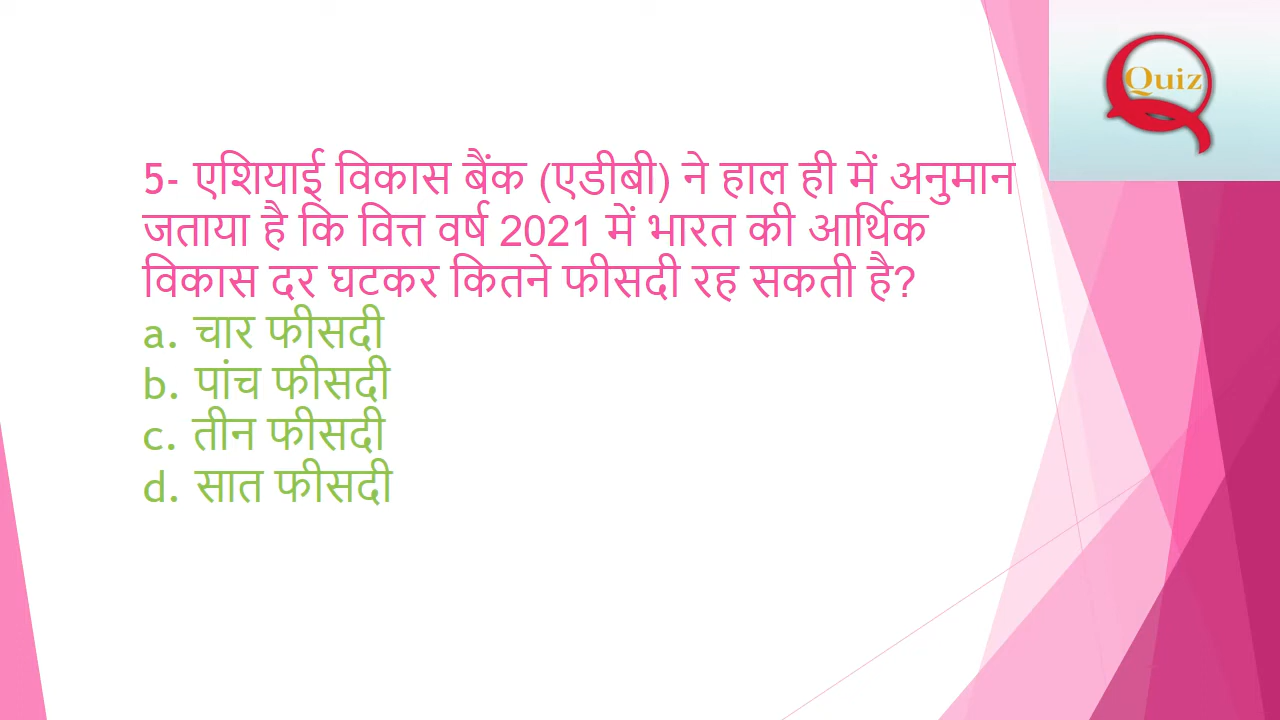 Quiz
5- एशियाई विकास बैंक (एडीबी) ने हाल ही में अनुमान
जताया है कि वित्त वर्ष 2021 में भारत की आर्थिक
विकास दर घटकर कितने फीसदी रह सकती है?
a. चार फीसदी
b. पांच फीसदी
c. तीन फीसदी
d. सात फीसदी